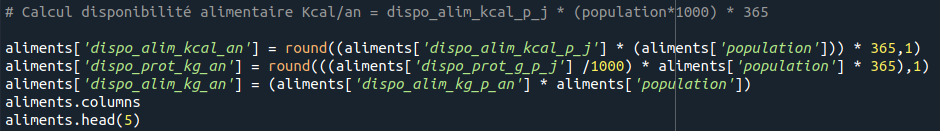 # Calcul disponibilité alimentaire Kcal/an = dispo_alim_kcal_p_j * (population*1000) * 365
aliments['dispo_alim_kcal_an'] = round((aliments['dispo_alim_kcal_p_j'] * (aliments['population'])) * 365,1)
aliments['dispo_prot_kg_an'] = round(((aliments['dispo_prot_g_p_j'] /1000) * aliments['population'] * 365),1)
aliments['dispo_alim_kg_an'] = (aliments['dispo_alim_kg_p_an'] * aliments['population'])
aliments.columns
aliments.head(5)